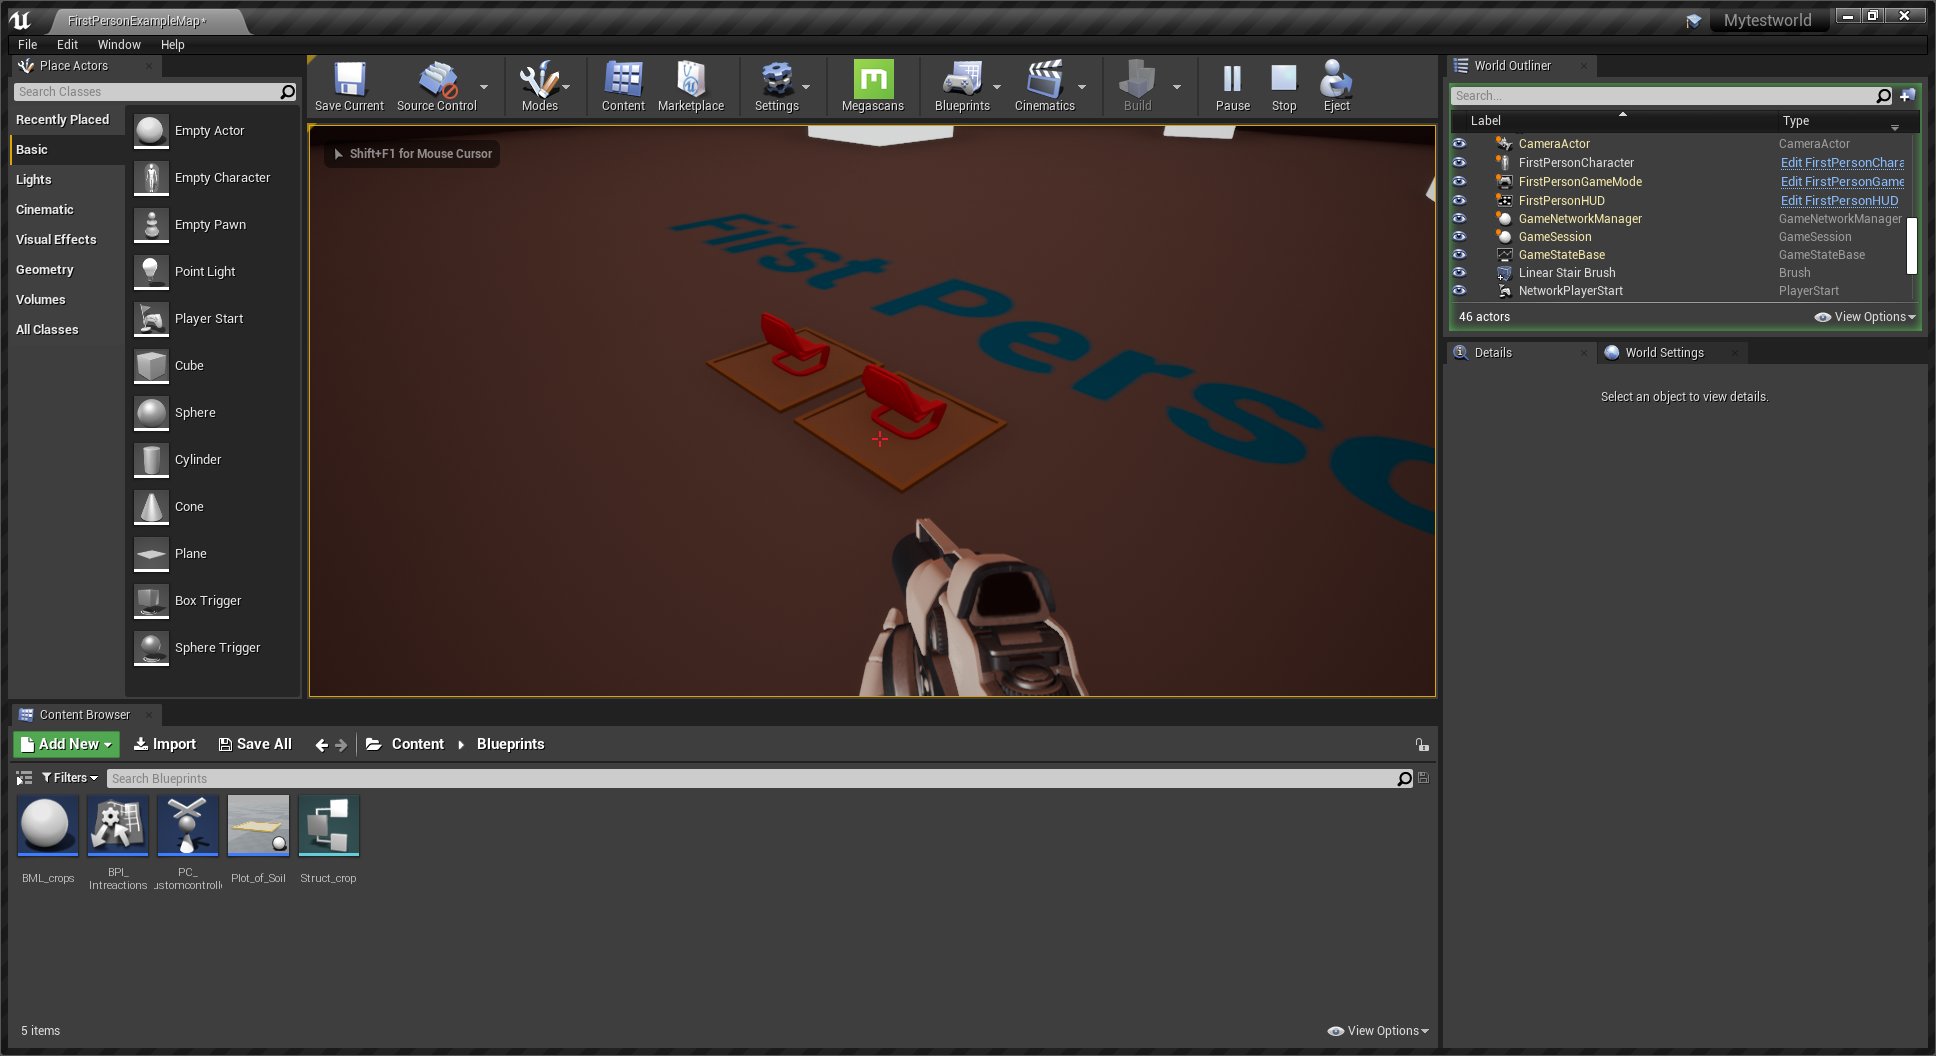 FirstPersonExampleMap*
Mytestworld
File Edit Window Help
Place Actors
Search Classes
Recently Placed
Basic
Lights
Cinematic
Visual Effects
Geometry
Volumes
All Classes
Empty Actor
Empty Character
Empty Pawn
Point Light
Player Start
Cube
Sphere
Cylinder
Cone
Plane
Box Trigger
Sphere Trigger
Save Current Source Control Modes Content Marketplace Settings Megascans Blueprints Cinematics Build Pause Stop Eject
Shift+F1 for Mouse Cursor
First Perso
World Outliner
Search...
Label Type
CameraActor CameraActor
FirstPersonCharacter Edit FirstPersonChara
FirstPersonGameMode Edit FirstPersonGame
FirstPersonHUD Edit FirstPersonHUD
GameNetworkManager GameNetworkManager
GameSession GameSession
GameStateBase GameStateBase
Linear Stair Brush Brush
NetworkPlayerStart PlayerStart
46 actors View Options
Details World Settings
Select an object to view details.
Content Browser
Add New Import Save All Content Blueprints
Filters Search Blueprints
BML_crops
BPI_
Intreactions
PC_
ustomcontroll
Plot_of_Soil
Struct_crop
5 items View Options